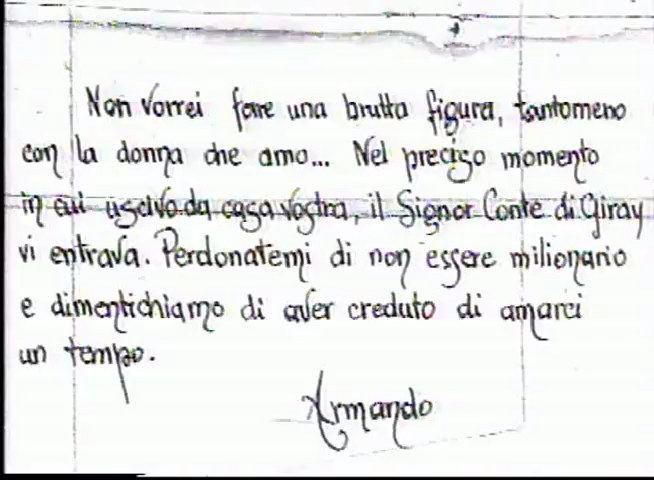 Non vorrei fare una brutta figura, tantomeno
con la donna che amo... Nel preciso momento
in cui uscivo da casa vostra, il Signor Conte di Giray
vi entrava. Perdonatemi di non essere milionario
e dimentichiamo di aver creduto di amarci
un tempo.
Armando